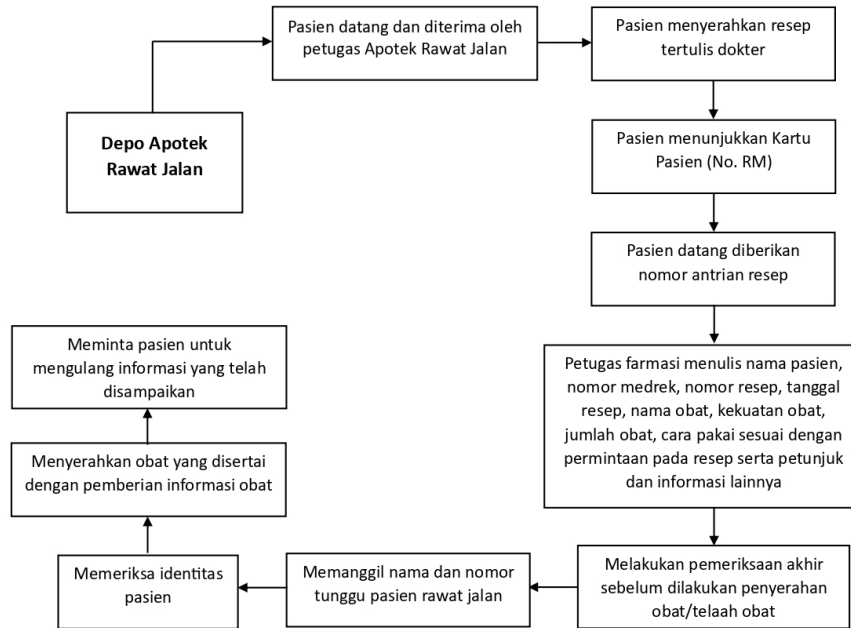 Depo Apotek
Rawat Jalan
Pasien datang dan diterima oleh
petugas Apotek Rawat Jalan
Pasien menyerahkan resep
tertulis dokter
Pasien menunjukkan Kartu
Pasien (No. RM)
Pasien datang diberikan
nomor antrian resep
Petugas farmasi menulis nama pasien,
nomor medrek, nomor resep, tanggal
resep, nama obat, kekuatan obat,
jumlah obat, cara pakai sesuai dengan
permintaan pada resep serta petunjuk
dan informasi lainnya
Melakukan pemeriksaan akhir
sebelum dilakukan penyerahan
obat/telaah obat
Memanggil nama dan nomor
tunggu pasien rawat jalan
Memeriksa identitas
pasien
Menyerahkan obat yang disertai
dengan pemberian informasi obat
Meminta pasien untuk
mengulang informasi yang telah
disampaikan